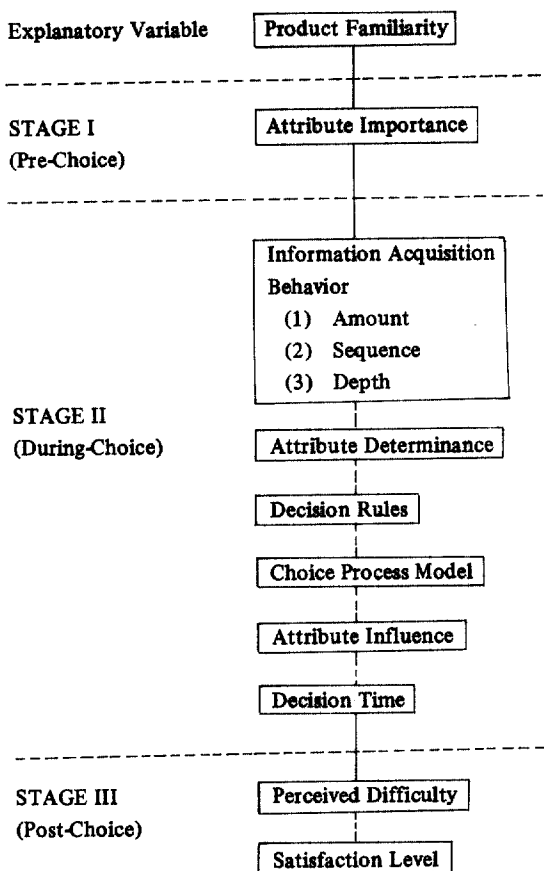 Explanatory Variable
Product Familiarity
STAGE I
(Pre-Choice)
Attribute Importance
Information Acquisition
Behavior
(1) Amount
(2) Sequence
(3) Depth
STAGE II
(During-Choice)
Attribute Determinance
Decision Rules
Choice Process Model
Attribute Influence
Decision Time
STAGE III
(Post-Choice)
Perceived Difficulty
Satisfaction Level